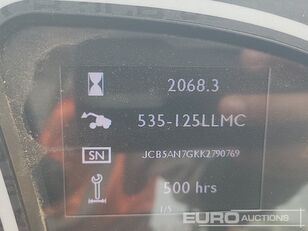 2068.3
535-125LLMC
SN JCB5AN7GKK2790769
500 hrs
1/5
EURO
AUCTIONS